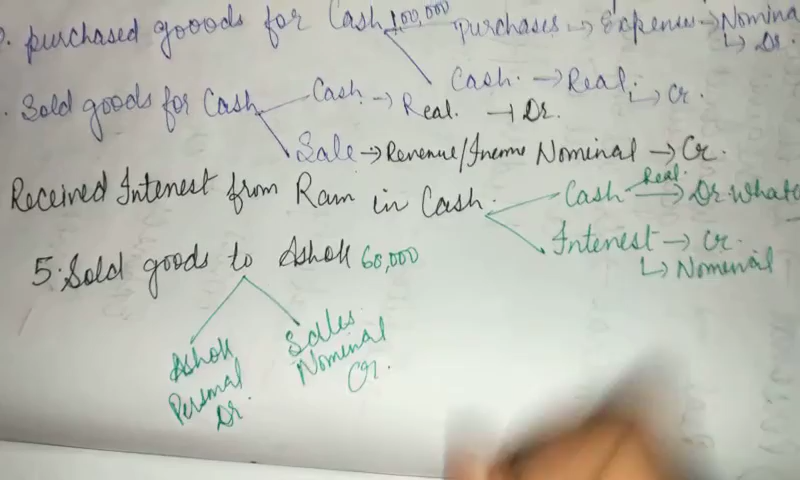 purchased gooods for Cash 100,000 Purchases → Expenses → Nomina
↳ Dr.
Cash. → Real.
↳ Cr.
Sold goods for Cash Cash → Real. → Dr.
Sale → Revenue/Income Nominal → Cr.
Received Interest from Ram in Cash. Cash Real → Dr What
Interest → Cr.
↳ Nominal
5. Sold goods to Ashok 60,000
Ashok Sales
Personal Nominal
Dr. Cr.